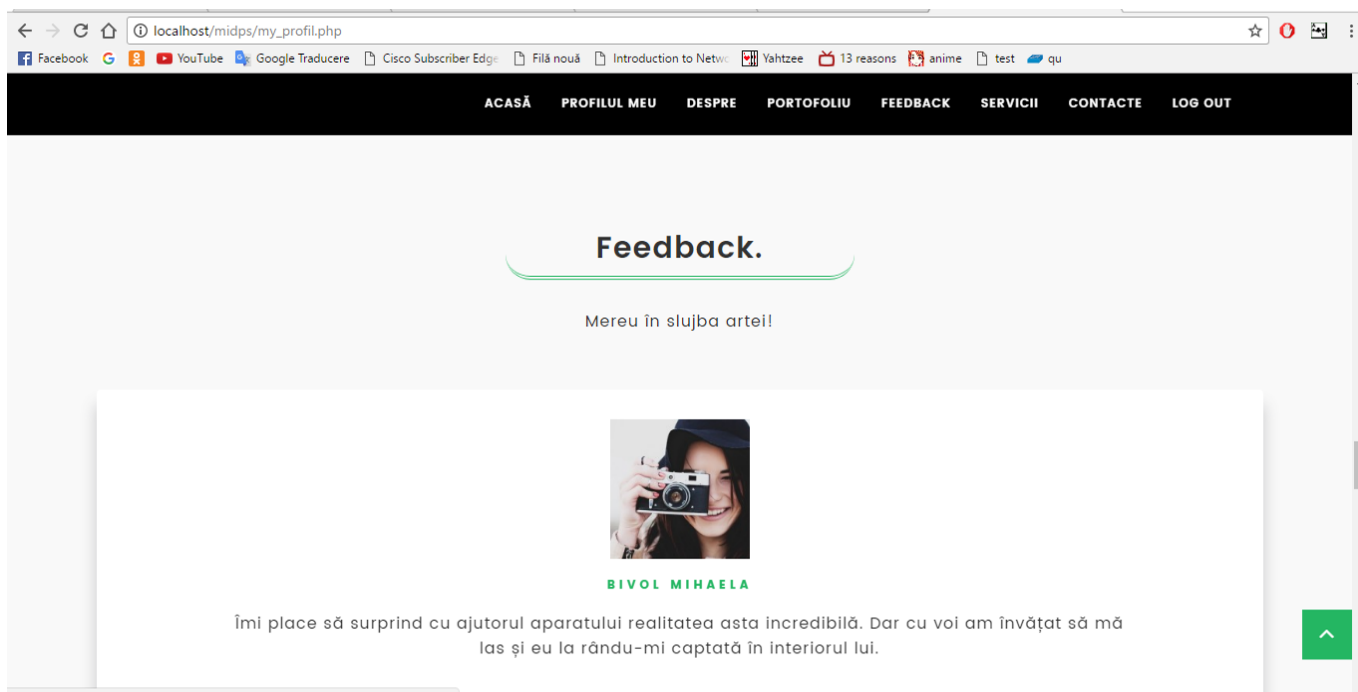 localhost/midps/my_profil.php
Facebook
YouTube
Google Traducere
Cisco Subscriber Edge
Filă nouă
Introduction to Netwo
Yahtzee
13 reasons
anime
test
qu
ACASĂ PROFILUL MEU DESPRE PORTOFOLIU FEEDBACK SERVICII CONTACTE LOG OUT
Feedback.
Mereu în slujba artei!
BIVOL MIHAELA
Îmi place să surprind cu ajutorul aparatului realitatea asta incredibilă. Dar cu voi am învățat să mă
las și eu la rându-mi captată în interiorul lui.